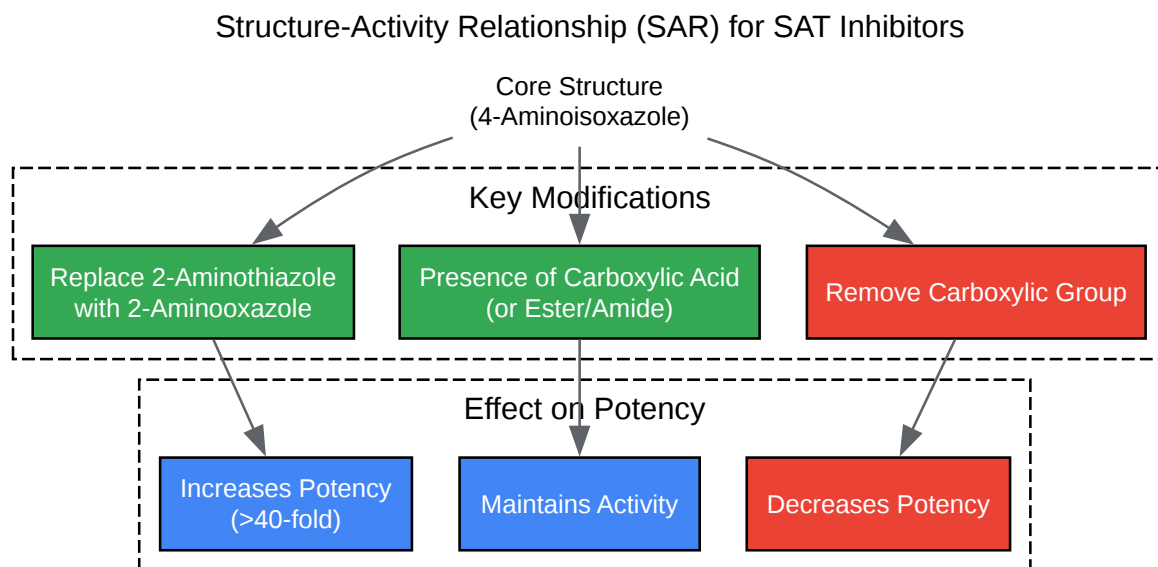 Structure-Activity Relationship (SAR) for SAT Inhibitors
Core Structure
(4-Aminoisoxazole)
Key Modifications
Replace 2-Aminothiazole
with 2-Aminooxazole
Presence of Carboxylic Acid
(or Ester/Amide)
Remove Carboxylic Group
Effect on Potency
Increases Potency
(>40-fold)
Maintains Activity
Decreases Potency